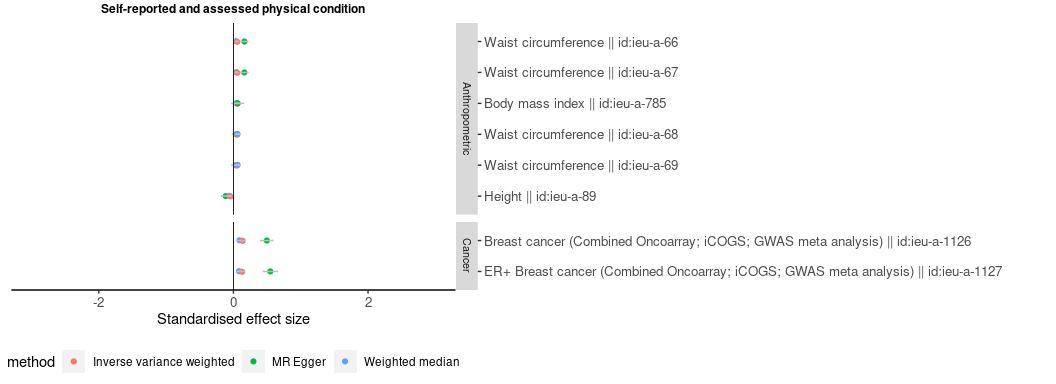 Self-reported and assessed physical condition
Waist circumference || id:ieu-a-66
Waist circumference || id:ieu-a-67
Body mass index || id:ieu-a-785
Waist circumference || id:ieu-a-68
Waist circumference || id:ieu-a-69
Height || id:ieu-a-89
Anthropometric
Breast cancer (Combined Oncoarray; iCOGS; GWAS meta analysis) || id:ieu-a-1126
ER+ Breast cancer (Combined Oncoarray; iCOGS; GWAS meta analysis) || id:ieu-a-1127
Cancer
-2 0 2
Standardised effect size
method Inverse variance weighted MR Egger Weighted median